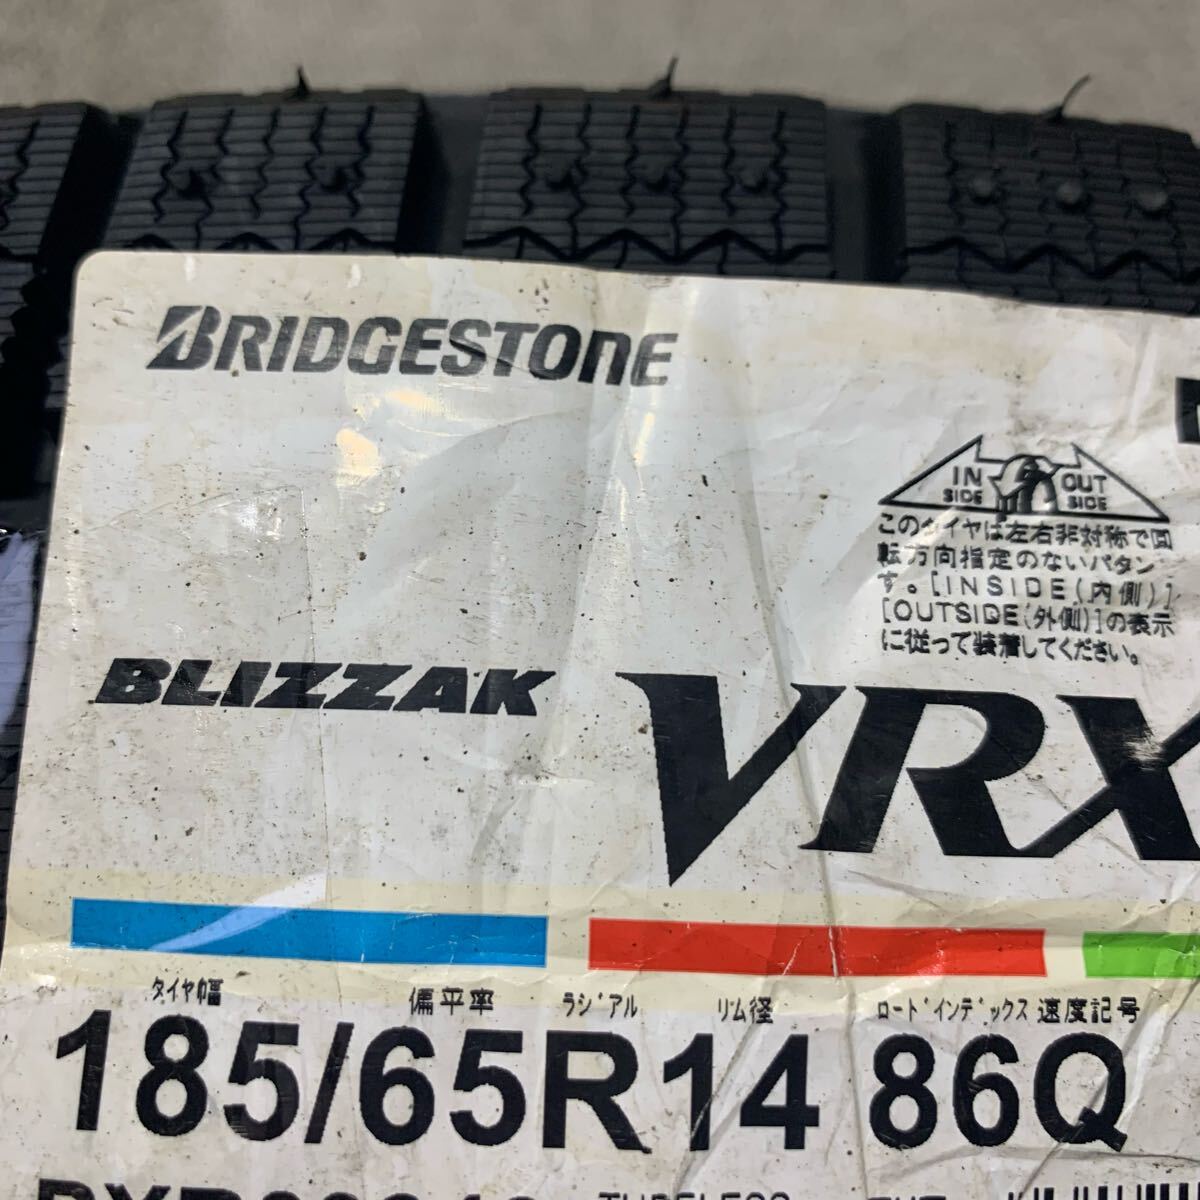 BRIDGESTONE
IN SIDE OUT SIDE
このタイヤは左右非対称で回
転方向指定のないパタン
す。[INSIDE(内側)]
[OUTSIDE(外側)]の表示
に従って装着してください。
BLIZZAK VRX
タイヤ幅 偏平率 ラジアル リム径 ロードインデックス 速度記号
185/65R14 86Q
TUBELESS